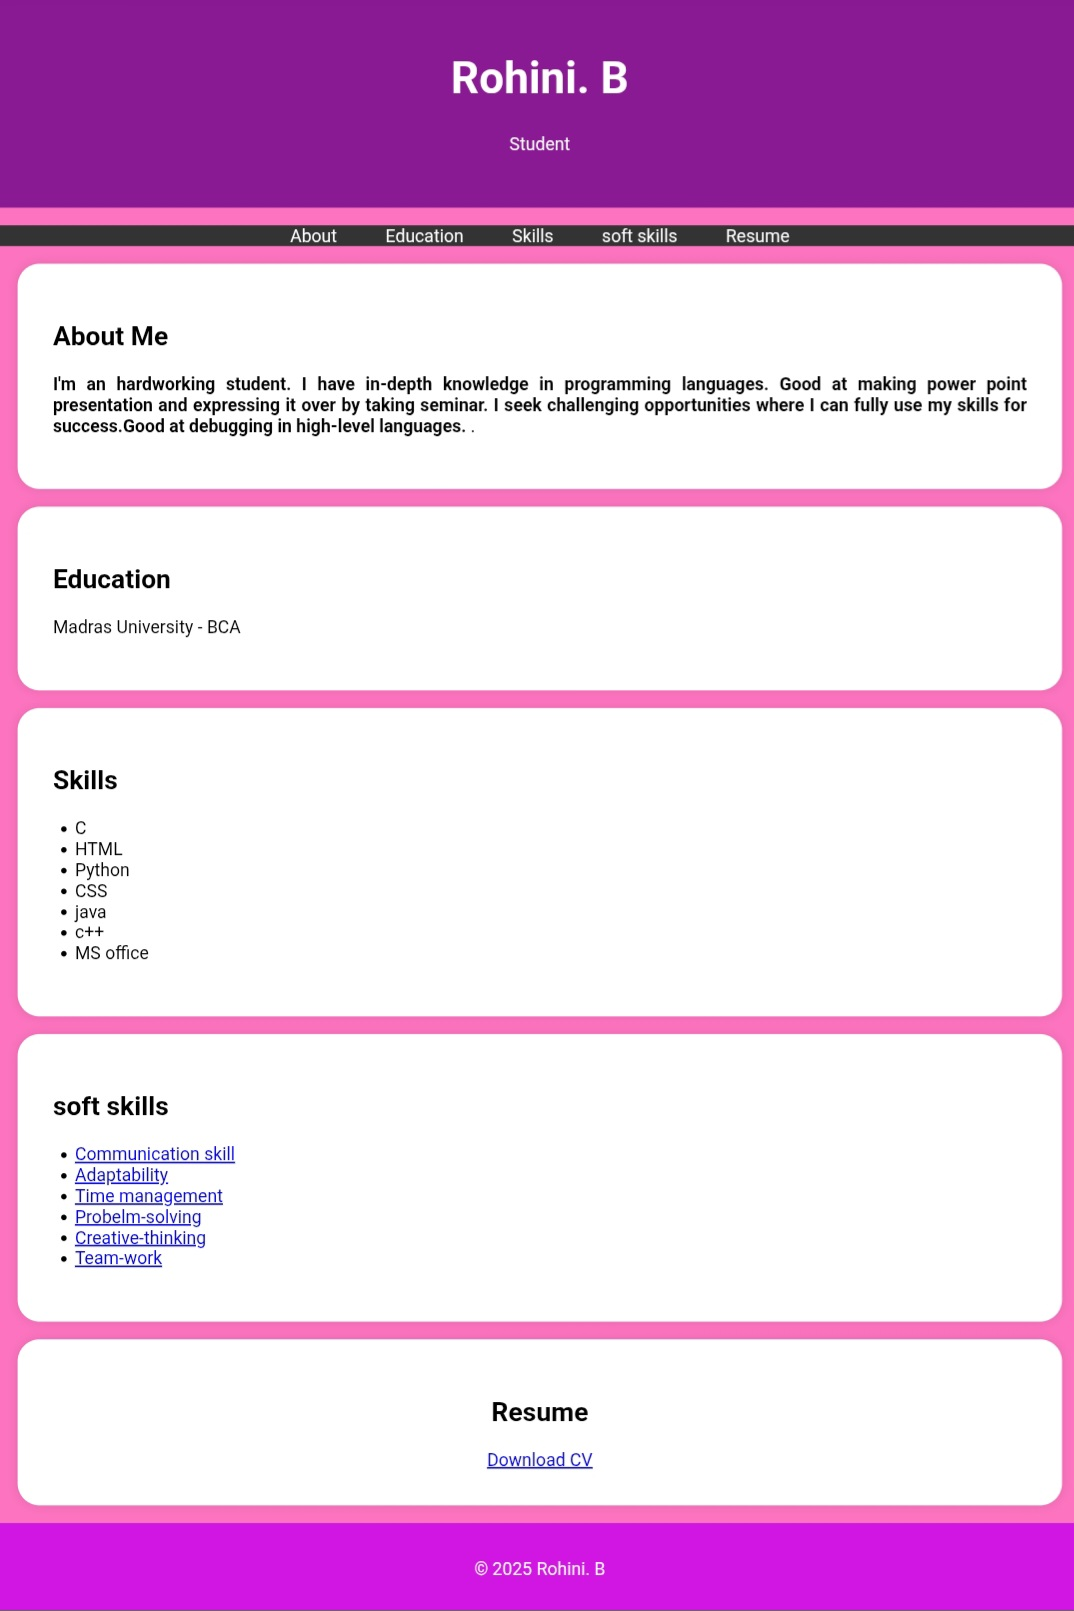 Rohini. B
Student
About Education Skills soft skills Resume
About Me
I'm an hardworking student. I have in-depth knowledge in programming languages. Good at making power point
presentation and expressing it over by taking seminar. I seek challenging opportunities where I can fully use my skills for
success.Good at debugging in high-level languages. .
Education
Madras University - BCA
Skills
• C
• HTML
• Python
• CSS
• java
• c++
• MS office
soft skills
• Communication skill
• Adaptability
• Time management
• Probelm-solving
• Creative-thinking
• Team-work
Resume
Download CV
© 2025 Rohini. B